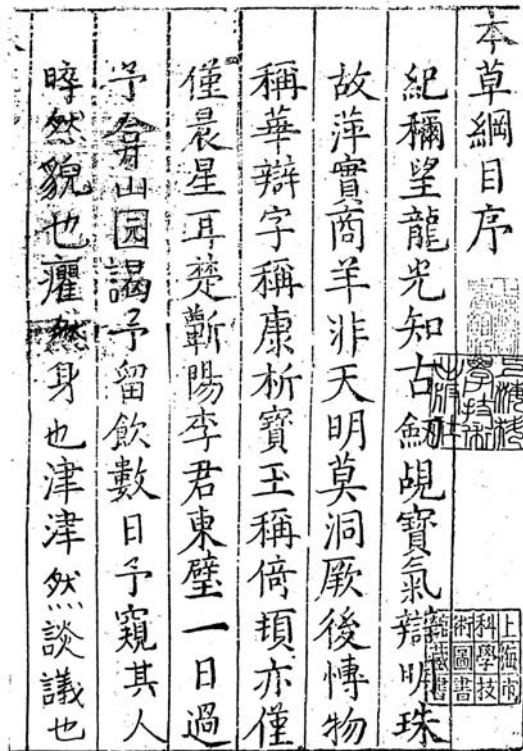 本草綱目序
紀穪望龍光知古劔覘寶氣辯明珠
故萍實商羊非天明莫洞厥後愽物
稱華辯字稱康析寶玉稱倚頓亦僅
僅晨星耳楚蘄陽李君東璧一日過
予弇山园謁予留飲數日予窺其人
睟然貌也癯然身也津津然談議也
上海市
科學技
術圖書
館藏書